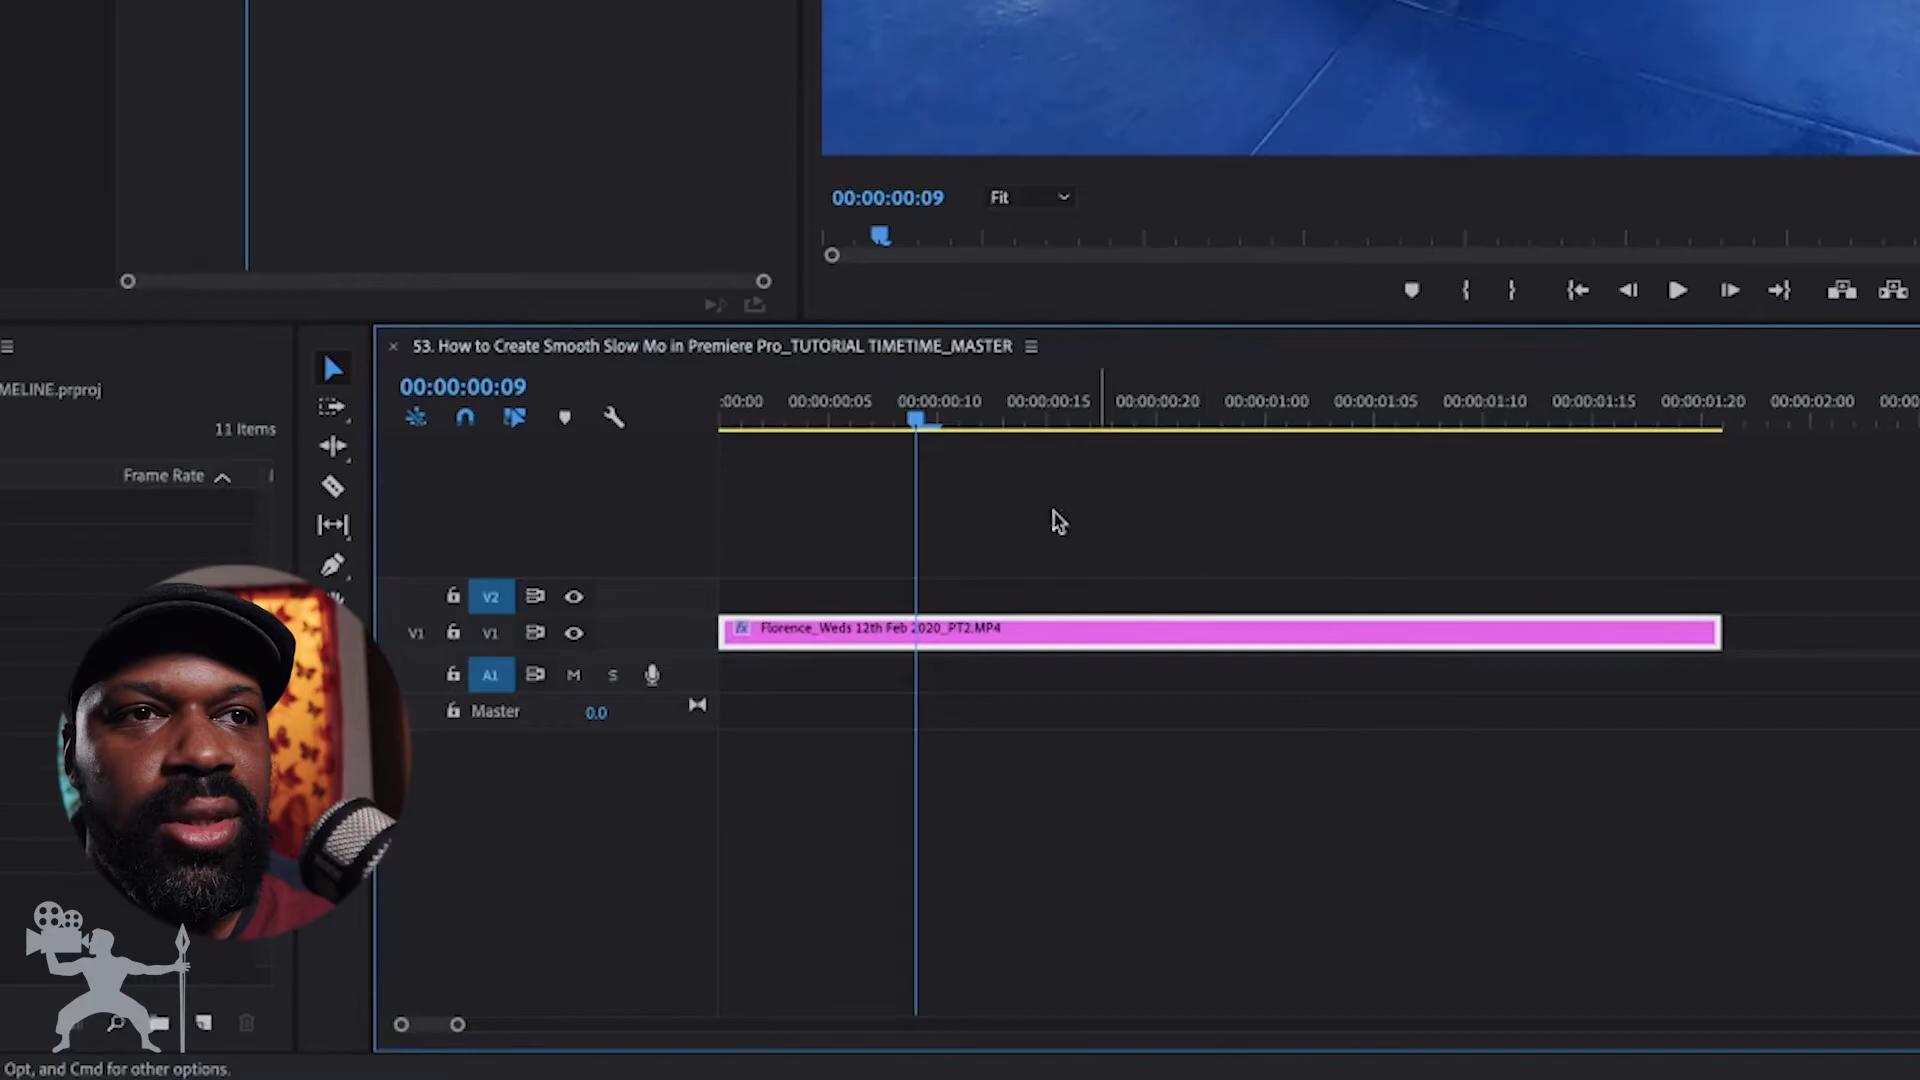 00:00:00:09
Fit
53. How to Create Smooth Slow Mo in Premiere Pro_TUTORIAL TIMETIME_MASTER
MELINE.prproj
00:00:00:09
:00:00 00:00:00:05 00:00:00:10 00:00:00:15 00:00:00:20 00:00:01:00 00:00:01:05 00:00:01:10 00:00:01:15 00:00:01:20 00:00:02:00 00:00
11 Items
Frame Rate
V2
V1 V1
fx Florence_Weds 12th Feb 2020_PT2.MP4
A1 M S
Master 0.0
Opt, and Cmd for other options.